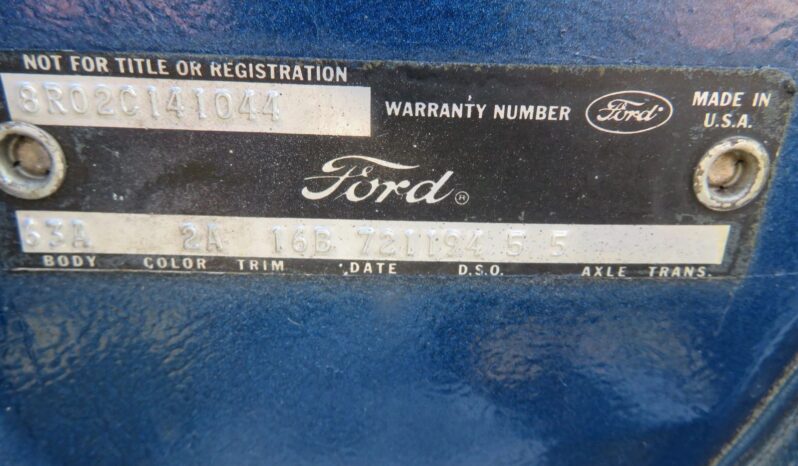 NOT FOR TITLE OR REGISTRATION
8R02C141044
WARRANTY NUMBER
Ford
MADE IN
U.S.A.
Ford®
63A 2A 16B 721194 5 5
BODY COLOR TRIM DATE D.S.O. AXLE TRANS.